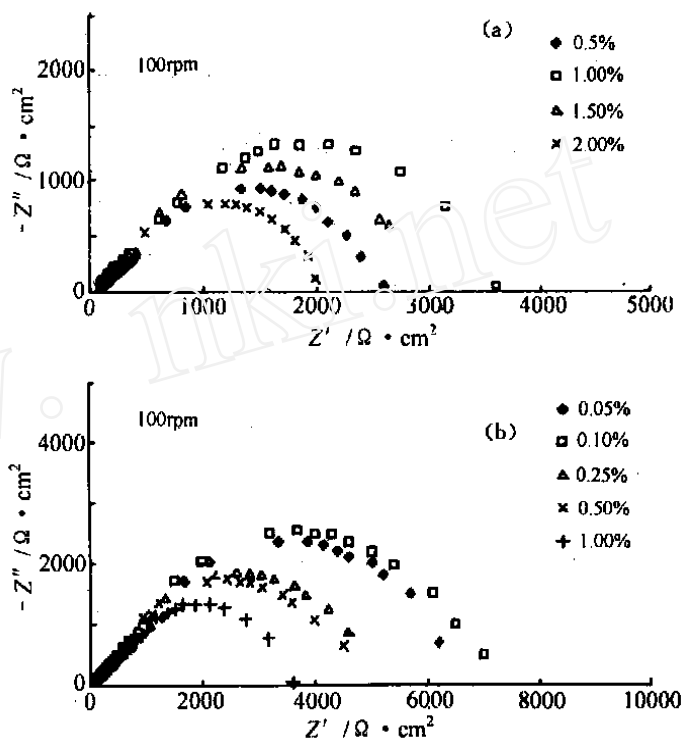 (a)
100rpm
0.5%
1.00%
1.50%
2.00%
2000
1000
0
-Z″ /Ω·cm²
0 1000 2000 3000 4000 5000
Z′ /Ω·cm²
nki.net
(b)
100rpm
0.05%
0.10%
0.25%
0.50%
1.00%
4000
2000
0
-Z″ /Ω·cm²
0 2000 4000 6000 8000 10000
Z′ /Ω·cm²